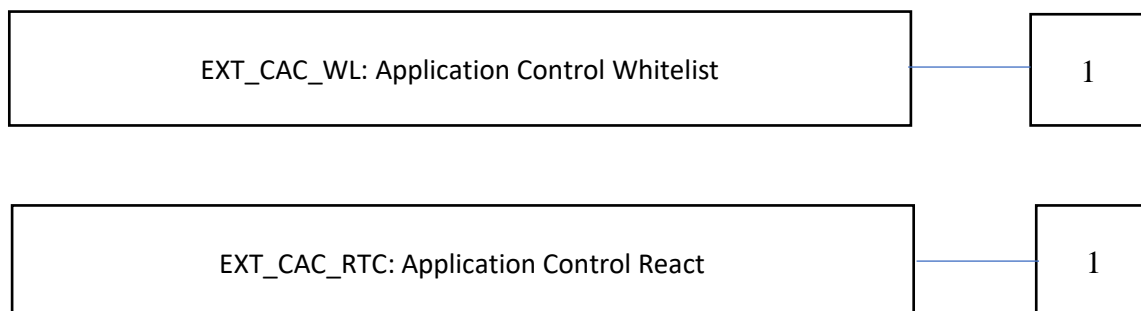 EXT_CAC_WL: Application Control Whitelist 1
EXT_CAC_RTC: Application Control React 1